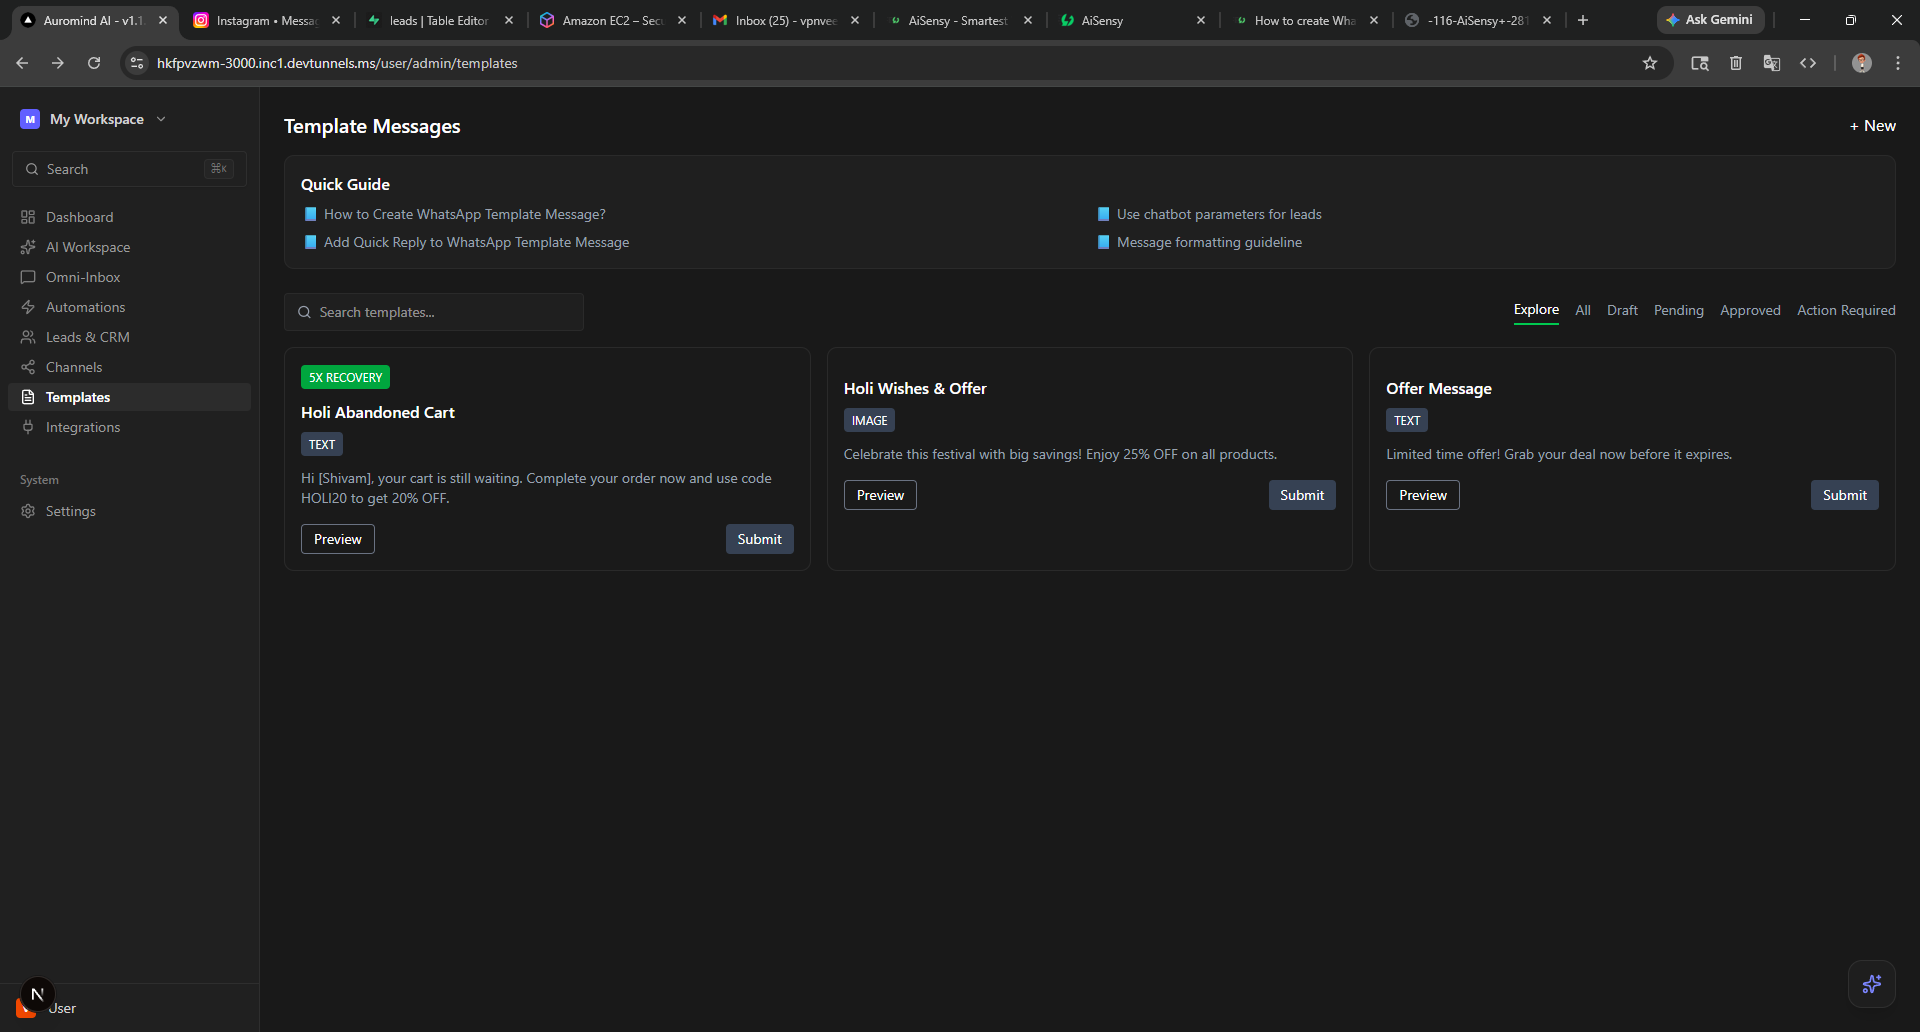 Auromind AI - v1.1.
Instagram • Messag
leads | Table Editor
Amazon EC2 – Secu
Inbox (25) - vpnvee
AiSensy - Smartest
AiSensy
How to create Wha
-116-AiSensy+-281
Ask Gemini
hkfpvzwm-3000.inc1.devtunnels.ms/user/admin/templates
M My Workspace
Search ⌘K
Dashboard
AI Workspace
Omni-Inbox
Automations
Leads & CRM
Channels
Templates
Integrations
System
Settings
N
User
Template Messages
+ New
Quick Guide
How to Create WhatsApp Template Message?
Use chatbot parameters for leads
Add Quick Reply to WhatsApp Template Message
Message formatting guideline
Search templates...
Explore All Draft Pending Approved Action Required
5X RECOVERY
Holi Abandoned Cart
TEXT
Hi [Shivam], your cart is still waiting. Complete your order now and use code
HOLI20 to get 20% OFF.
Preview Submit
Holi Wishes & Offer
IMAGE
Celebrate this festival with big savings! Enjoy 25% OFF on all products.
Preview Submit
Offer Message
TEXT
Limited time offer! Grab your deal now before it expires.
Preview Submit